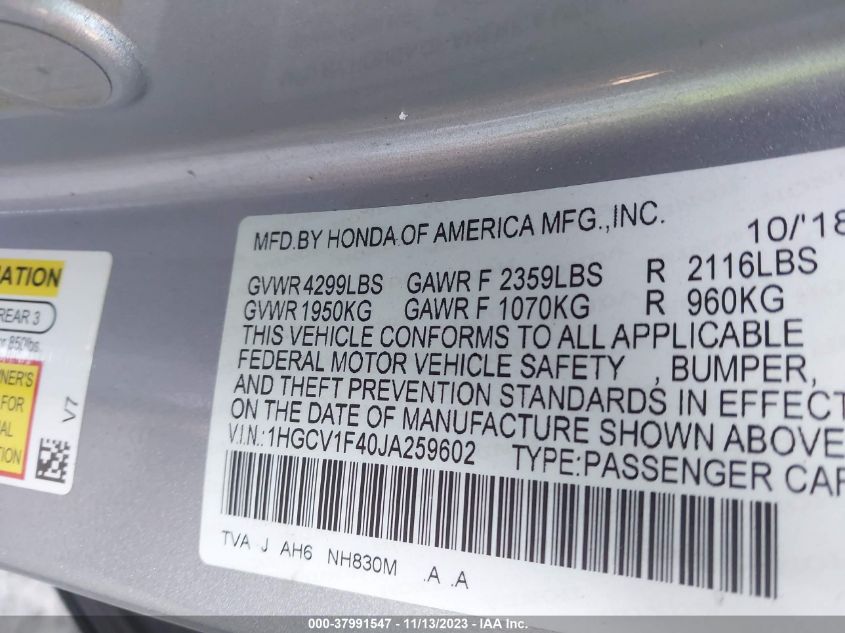 MFD.BY HONDA OF AMERICA MFG.,INC. 10/'18
GVWR 4299LBS GAWR F 2359LBS R 2116LBS
GVWR 1950KG GAWR F 1070KG R 960KG
THIS VEHICLE CONFORMS TO ALL APPLICABLE
FEDERAL MOTOR VEHICLE SAFETY , BUMPER,
AND THEFT PREVENTION STANDARDS IN EFFECT
ON THE DATE OF MANUFACTURE SHOWN ABOVE
V.I.N.:1HGCV1F40JA259602 TYPE:PASSENGER CAR
TVA J AH6 NH830M .A .A
REAR 3
or 850lbs.
FOR
V7
000-37991547 — 11/13/2023 — IAA Inc.